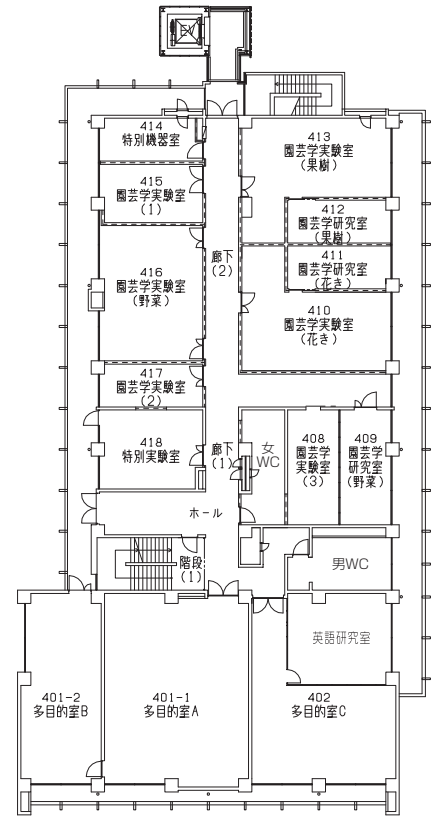 EV
414
特別機器室
413
園芸学実験室
(果樹)
415
園芸学実験室
(1)
412
園芸学研究室
(果樹)
411
園芸学研究室
(花き)
廊下
(2)
416
園芸学実験室
(野菜)
410
園芸学実験室
(花き)
417
園芸学実験室
(2)
418
特別実験室
廊下
(1)
女
WC
408
園芸学
実験室
(3)
409
園芸学
研究室
(野菜)
ホール
階段
(1)
男WC
英語研究室
401-2
多目的室B
401-1
多目的室A
402
多目的室C